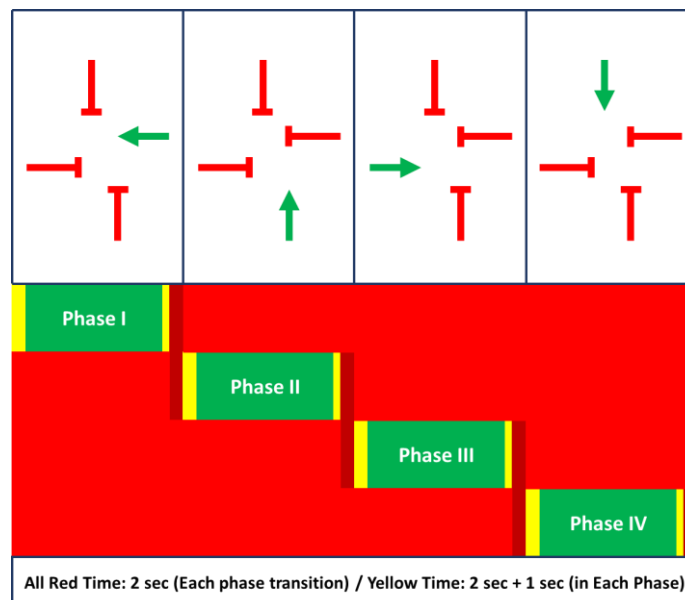 Phase I
Phase II
Phase III
Phase IV
All Red Time: 2 sec (Each phase transition) / Yellow Time: 2 sec + 1 sec (in Each Phase)